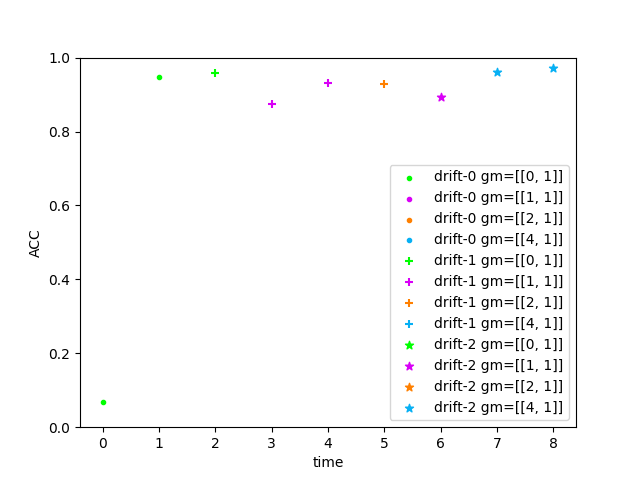 1.0
0.8
0.6
0.4
0.2
0.0
ACC
0 1 2 3 4 5 6 7 8
time
drift-0 gm=[[0, 1]]
drift-0 gm=[[1, 1]]
drift-0 gm=[[2, 1]]
drift-0 gm=[[4, 1]]
drift-1 gm=[[0, 1]]
drift-1 gm=[[1, 1]]
drift-1 gm=[[2, 1]]
drift-1 gm=[[4, 1]]
drift-2 gm=[[0, 1]]
drift-2 gm=[[1, 1]]
drift-2 gm=[[2, 1]]
drift-2 gm=[[4, 1]]